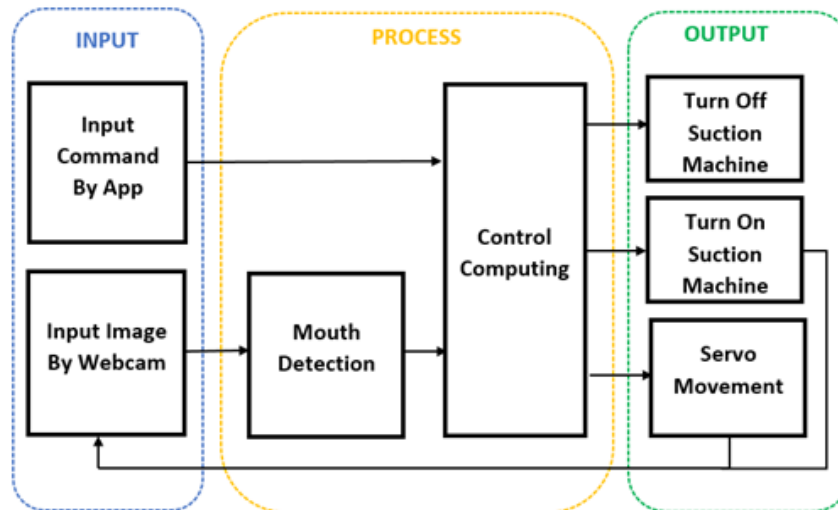 INPUT
PROCESS
OUTPUT
Input
Command
By App
Input Image
By Webcam
Mouth
Detection
Control
Computing
Turn Off
Suction
Machine
Turn On
Suction
Machine
Servo
Movement